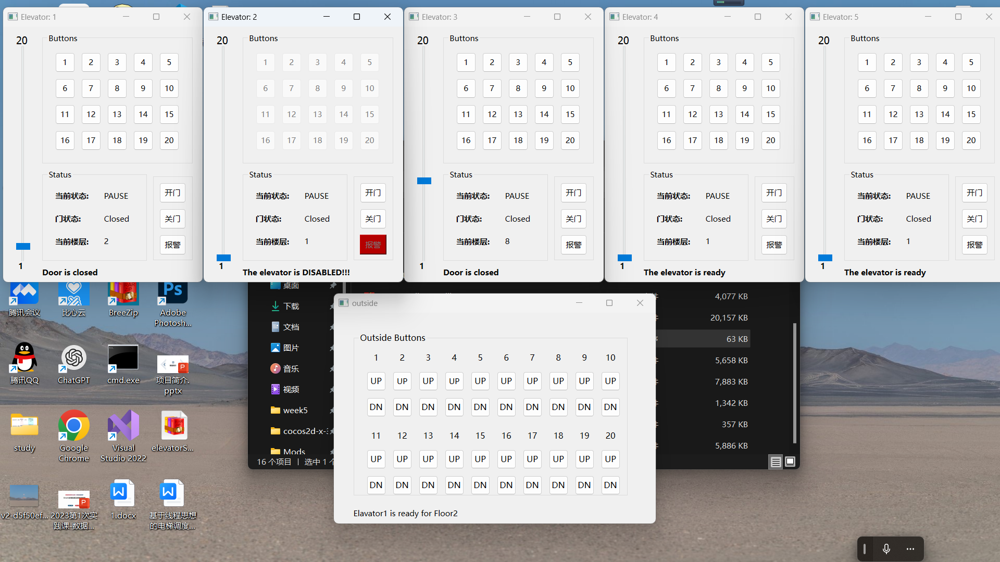 Elevator: 1
20
Buttons
1 2 3 4 5
6 7 8 9 10
11 12 13 14 15
16 17 18 19 20
Status
当前状态: PAUSE
门状态: Closed
当前楼层: 2
开门
关门
报警
1
Door is closed
Elevator: 2
20
Buttons
1 2 3 4 5
6 7 8 9 10
11 12 13 14 15
16 17 18 19 20
Status
当前状态: PAUSE
门状态: Closed
当前楼层: 1
开门
关门
报警
1
The elevator is DISABLED!!!
Elevator: 3
20
Buttons
1 2 3 4 5
6 7 8 9 10
11 12 13 14 15
16 17 18 19 20
Status
当前状态: PAUSE
门状态: Closed
当前楼层: 8
开门
关门
报警
1
Door is closed
Elevator: 4
20
Buttons
1 2 3 4 5
6 7 8 9 10
11 12 13 14 15
16 17 18 19 20
Status
当前状态: PAUSE
门状态: Closed
当前楼层: 1
开门
关门
报警
1
The elevator is ready
Elevator: 5
20
Buttons
1 2 3 4 5
6 7 8 9 10
11 12 13 14 15
16 17 18 19 20
Status
当前状态: PAUSE
门状态: Closed
当前楼层: 1
开门
关门
报警
1
The elevator is ready
腾讯会议
比心云
BreeZip
Adobe
Photosh...
腾讯QQ
ChatGPT
cmd.exe
项目简介.
pptx
study
Google
Chrome
Visual
Studio 2022
elevatorS...
v2-d5f50ef...
2023第1次实
践课-数据...
1.docx
基于线程思想
的电梯调度...
桌面
下载
文档
图片
音乐
视频
week5
cocos2d-x-3
Mods
16 个项目 | 选中 1 个
4,077 KB
20,157 KB
63 KB
5,658 KB
7,883 KB
1,342 KB
357 KB
5,886 KB
outside
Outside Buttons
1 2 3 4 5 6 7 8 9 10
UP UP UP UP UP UP UP UP UP UP
DN DN DN DN DN DN DN DN DN DN
11 12 13 14 15 16 17 18 19 20
UP UP UP UP UP UP UP UP UP UP
DN DN DN DN DN DN DN DN DN DN
Elavator1 is ready for Floor2